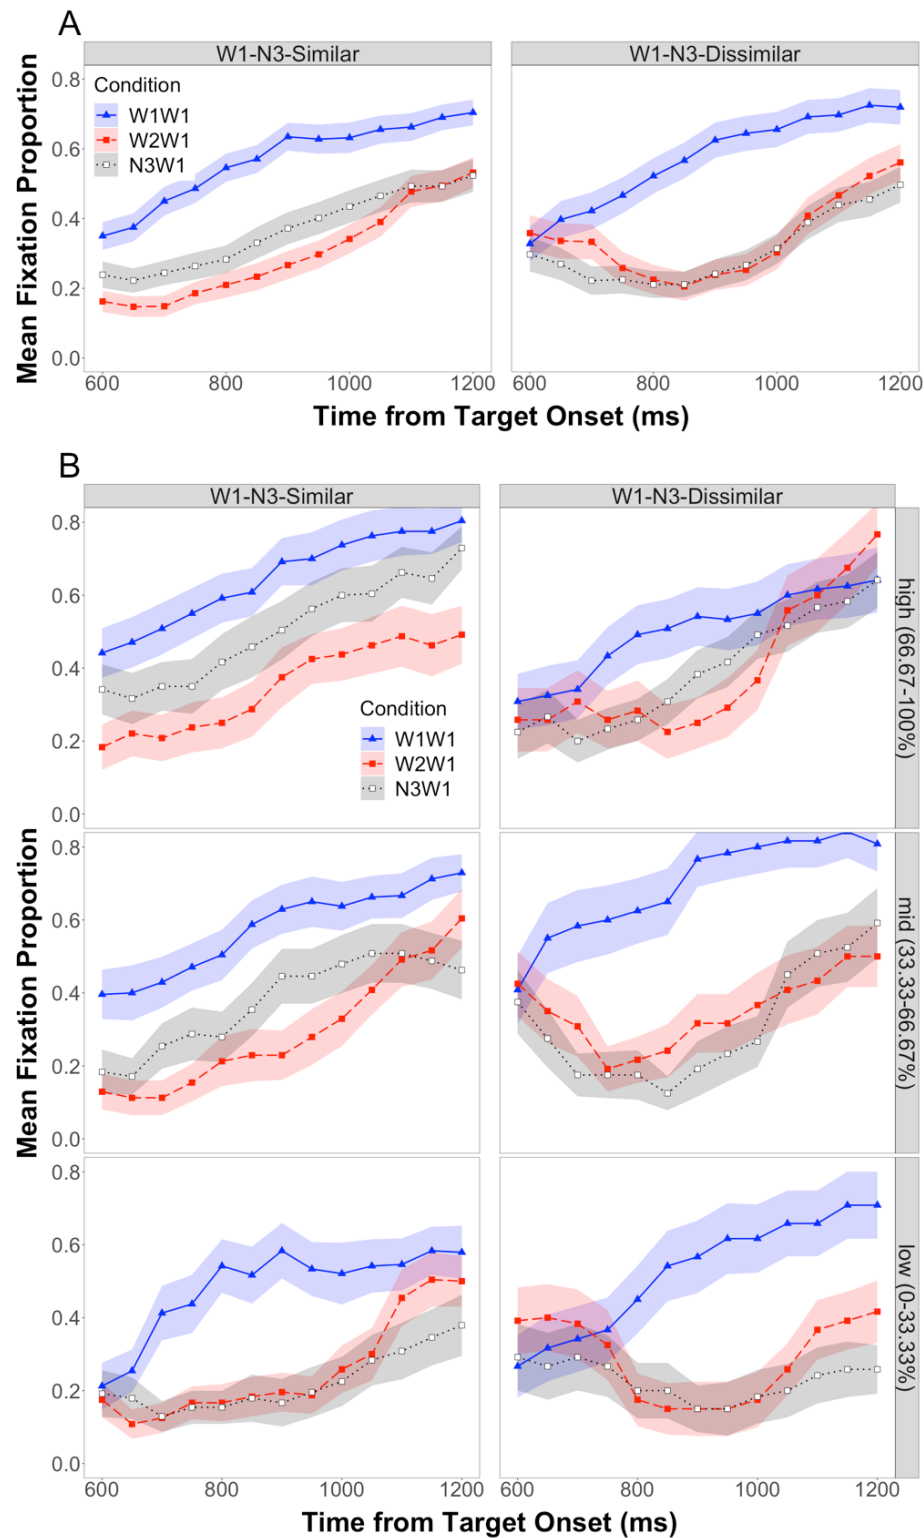 A
W1-N3-Similar
W1-N3-Dissimilar
Mean Fixation Proportion
0.8
0.6
0.4
0.2
0.0
Condition
W1W1
W2W1
N3W1
600
800
1000
1200
600
800
1000
1200
Time from Target Onset (ms)
B
W1-N3-Similar
W1-N3-Dissimilar
0.8
0.6
0.4
0.2
0.0
Condition
W1W1
W2W1
N3W1
high (66.67-100%)
Mean Fixation Proportion
0.8
0.6
0.4
0.2
0.0
mid (33.33-66.67%)
0.8
0.6
0.4
0.2
0.0
low (0-33.33%)
600
800
1000
1200
600
800
1000
1200
Time from Target Onset (ms)